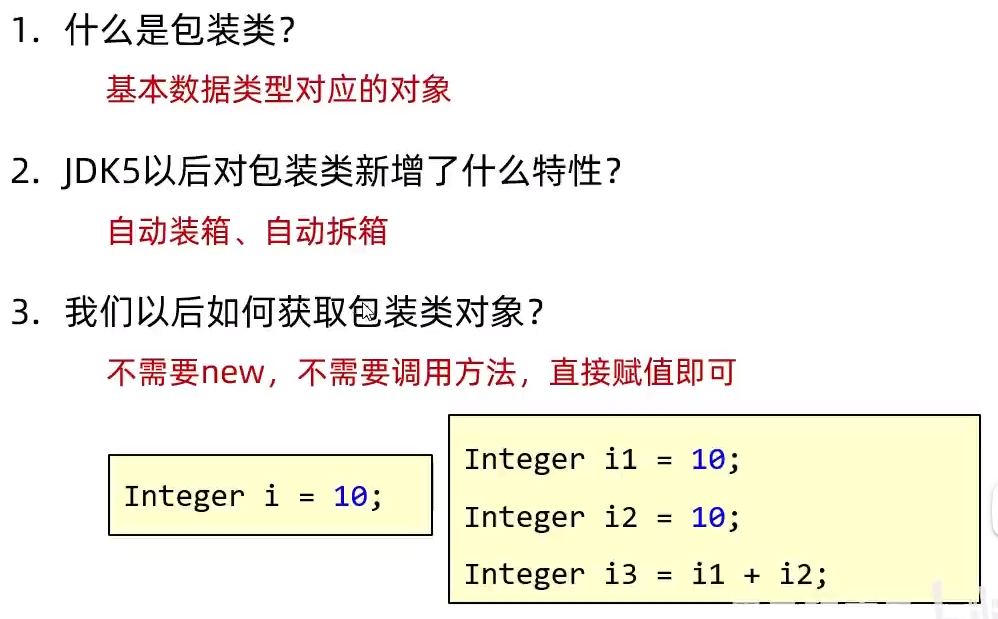 1. 什么是包装类？
基本数据类型对应的对象
2. JDK5以后对包装类新增了什么特性？
自动装箱、自动拆箱
3. 我们以后如何获取包装类对象？
不需要new，不需要调用方法，直接赋值即可
Integer i = 10;
Integer i1 = 10;
Integer i2 = 10;
Integer i3 = i1 + i2;